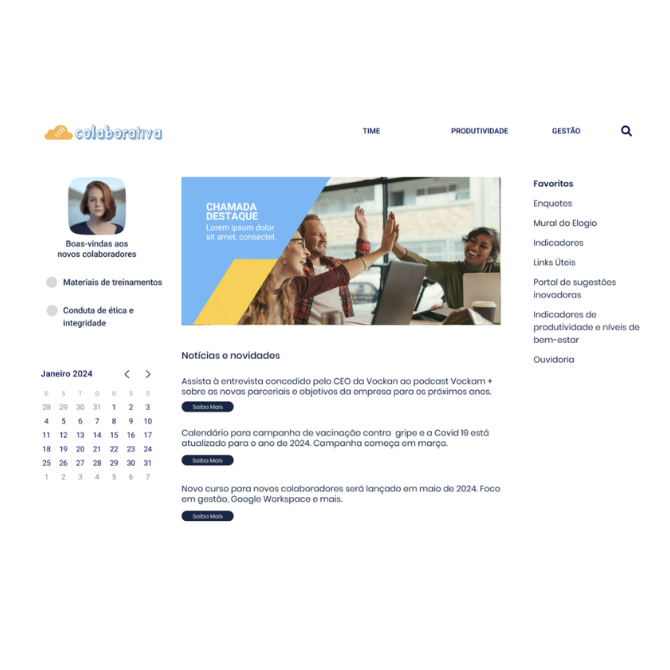 colaborativa
TIME PRODUTIVIDADE GESTÃO
Boas-vindas aos
novos colaboradores
Materiais de treinamentos
Conduta de ética e
integridade
Janeiro 2024
D S T Q Q S S
28 29 30 31 1 2 3
4 5 6 7 8 9 10
11 12 13 14 15 16 17
18 19 20 21 22 23 24
25 26 27 28 29 30 31
1 2 3 4 5 6 7
CHAMADA
DESTAQUE
Lorem ipsum dolor
sit amet, consectet.
Notícias e novidades
Assista à entrevista concedido pelo CEO da Vockan ao podcast Vockam +
sobre as novas parceriais e objetivos da empresa para os próximos anos.
Saiba Mais
Calendário para campanha de vacinação contra gripe e a Covid 19 está
atualizado para o ano de 2024. Campanha começa em março.
Saiba Mais
Novo curso para novos colaboradores será lançado em maio de 2024. Foco
em gestão, Google Workspace e mais.
Saiba Mais
Favoritos
Enquetes
Mural do Elogio
Indicadores
Links Úteis
Portal de sugestões
inovadoras
Indicadores de
produtividade e níveis de
bem-estar
Ouvidoria